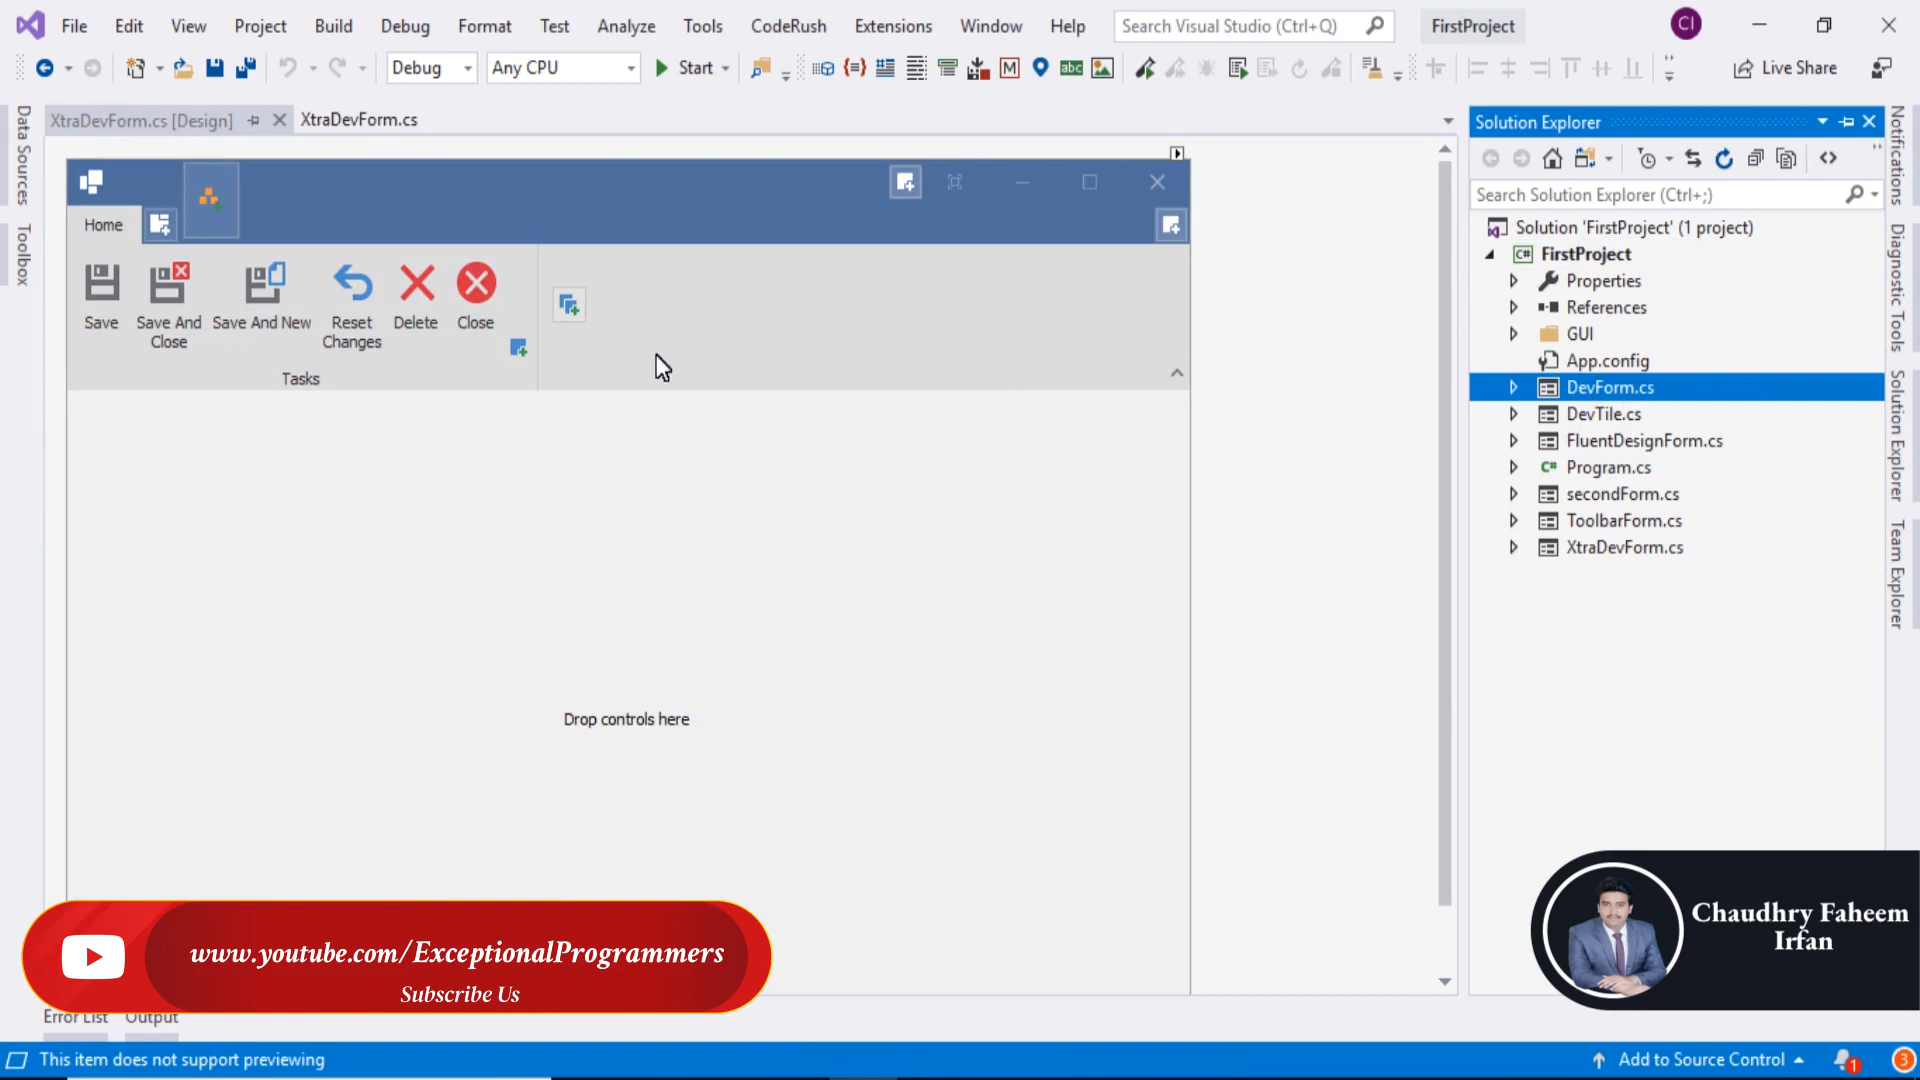 File Edit View Project Build Debug Format Test Analyze Tools CodeRush Extensions Window Help Search Visual Studio (Ctrl+Q) FirstProject CI
Debug Any CPU Start M abc Live Share
XtraDevForm.cs [Design] XtraDevForm.cs
Data Sources
Toolbox
Home
Save
Save And Close
Save And New
Reset Changes
Delete
Close
Tasks
Drop controls here
Solution Explorer
Search Solution Explorer (Ctrl+;)
Solution 'FirstProject' (1 project)
C# FirstProject
Properties
References
GUI
App.config
DevForm.cs
DevTile.cs
FluentDesignForm.cs
C# Program.cs
secondForm.cs
ToolbarForm.cs
XtraDevForm.cs
Notifications
Diagnostic Tools
Solution Explorer
Team Explorer
www.youtube.com/ExceptionalProgrammers
Subscribe Us
Chaudhry Faheem
Irfan
Error List Output
This item does not support previewing
Add to Source Control 1 3